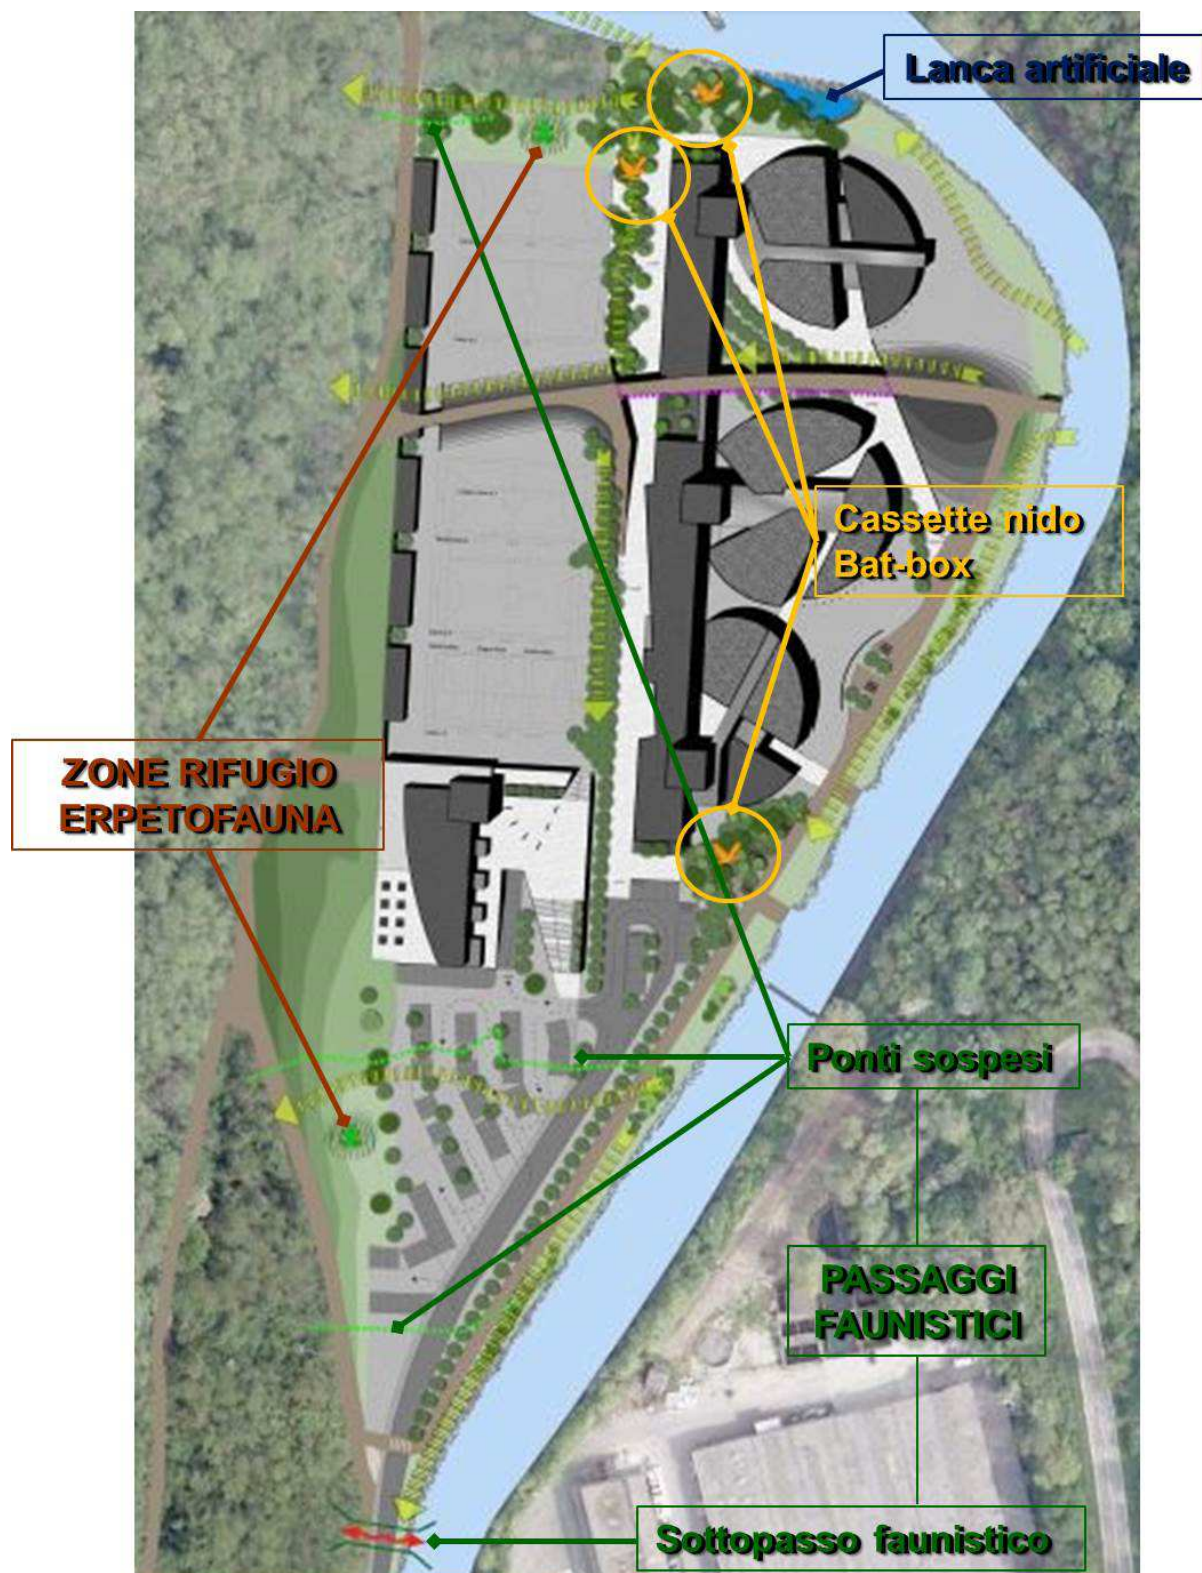 Lanca artificiale
Cassette nido
Bat-box
ZONE RIFUGIO
ERPETOFAUNA
Ponti sospesi
PASSAGGI
FAUNISTICI
Sottopasso faunistico